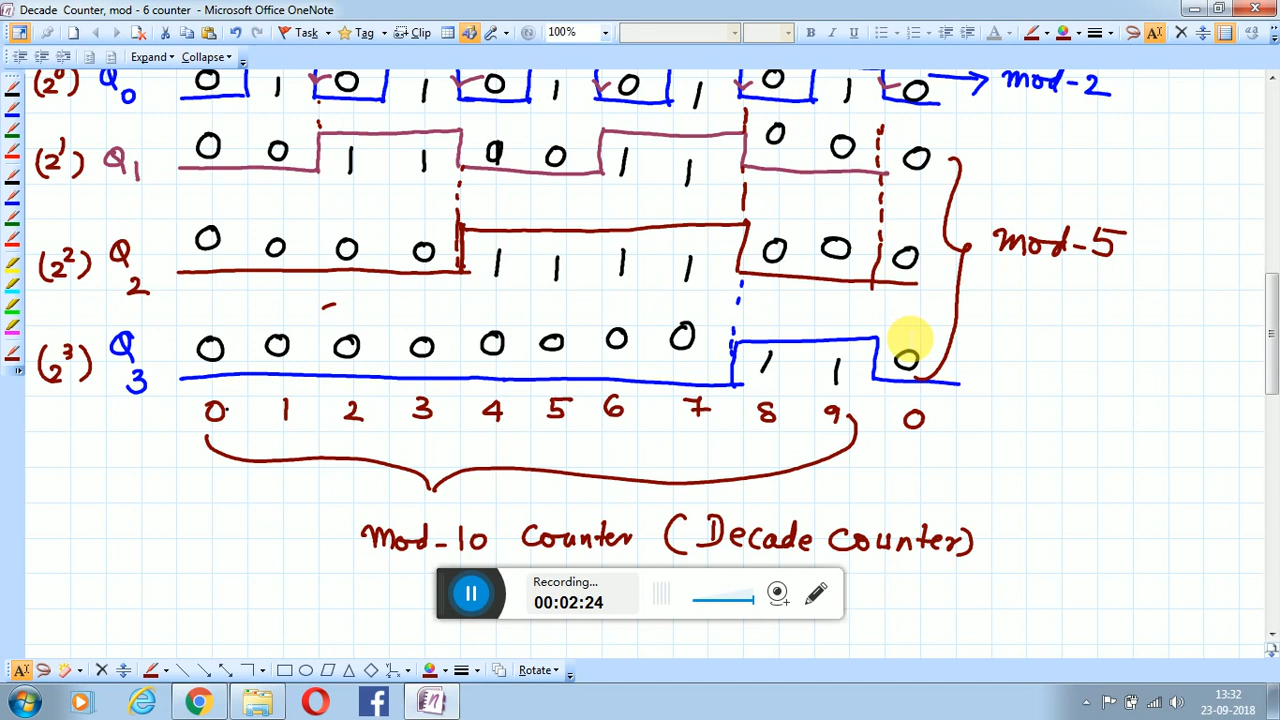 Decade Counter, mod - 6 counter - Microsoft Office OneNote
Task Tag Clip 100%
B I U
Expand Collapse
(2⁰) Q0 0 1 0 1 0 1 0 1 0 1 0 → mod-2
(2¹) Q1 0 0 1 1 0 0 1 1 0 0 0
mod-5
(2²) Q2 0 0 0 0 1 1 1 1 0 0 0
(2³) Q3 0 0 0 0 0 0 0 0 1 1 0
0 1 2 3 4 5 6 7 8 9 0
mod-10 Counter (Decade Counter)
Recording...
00:02:24
Rotate
13:32
23-09-2018